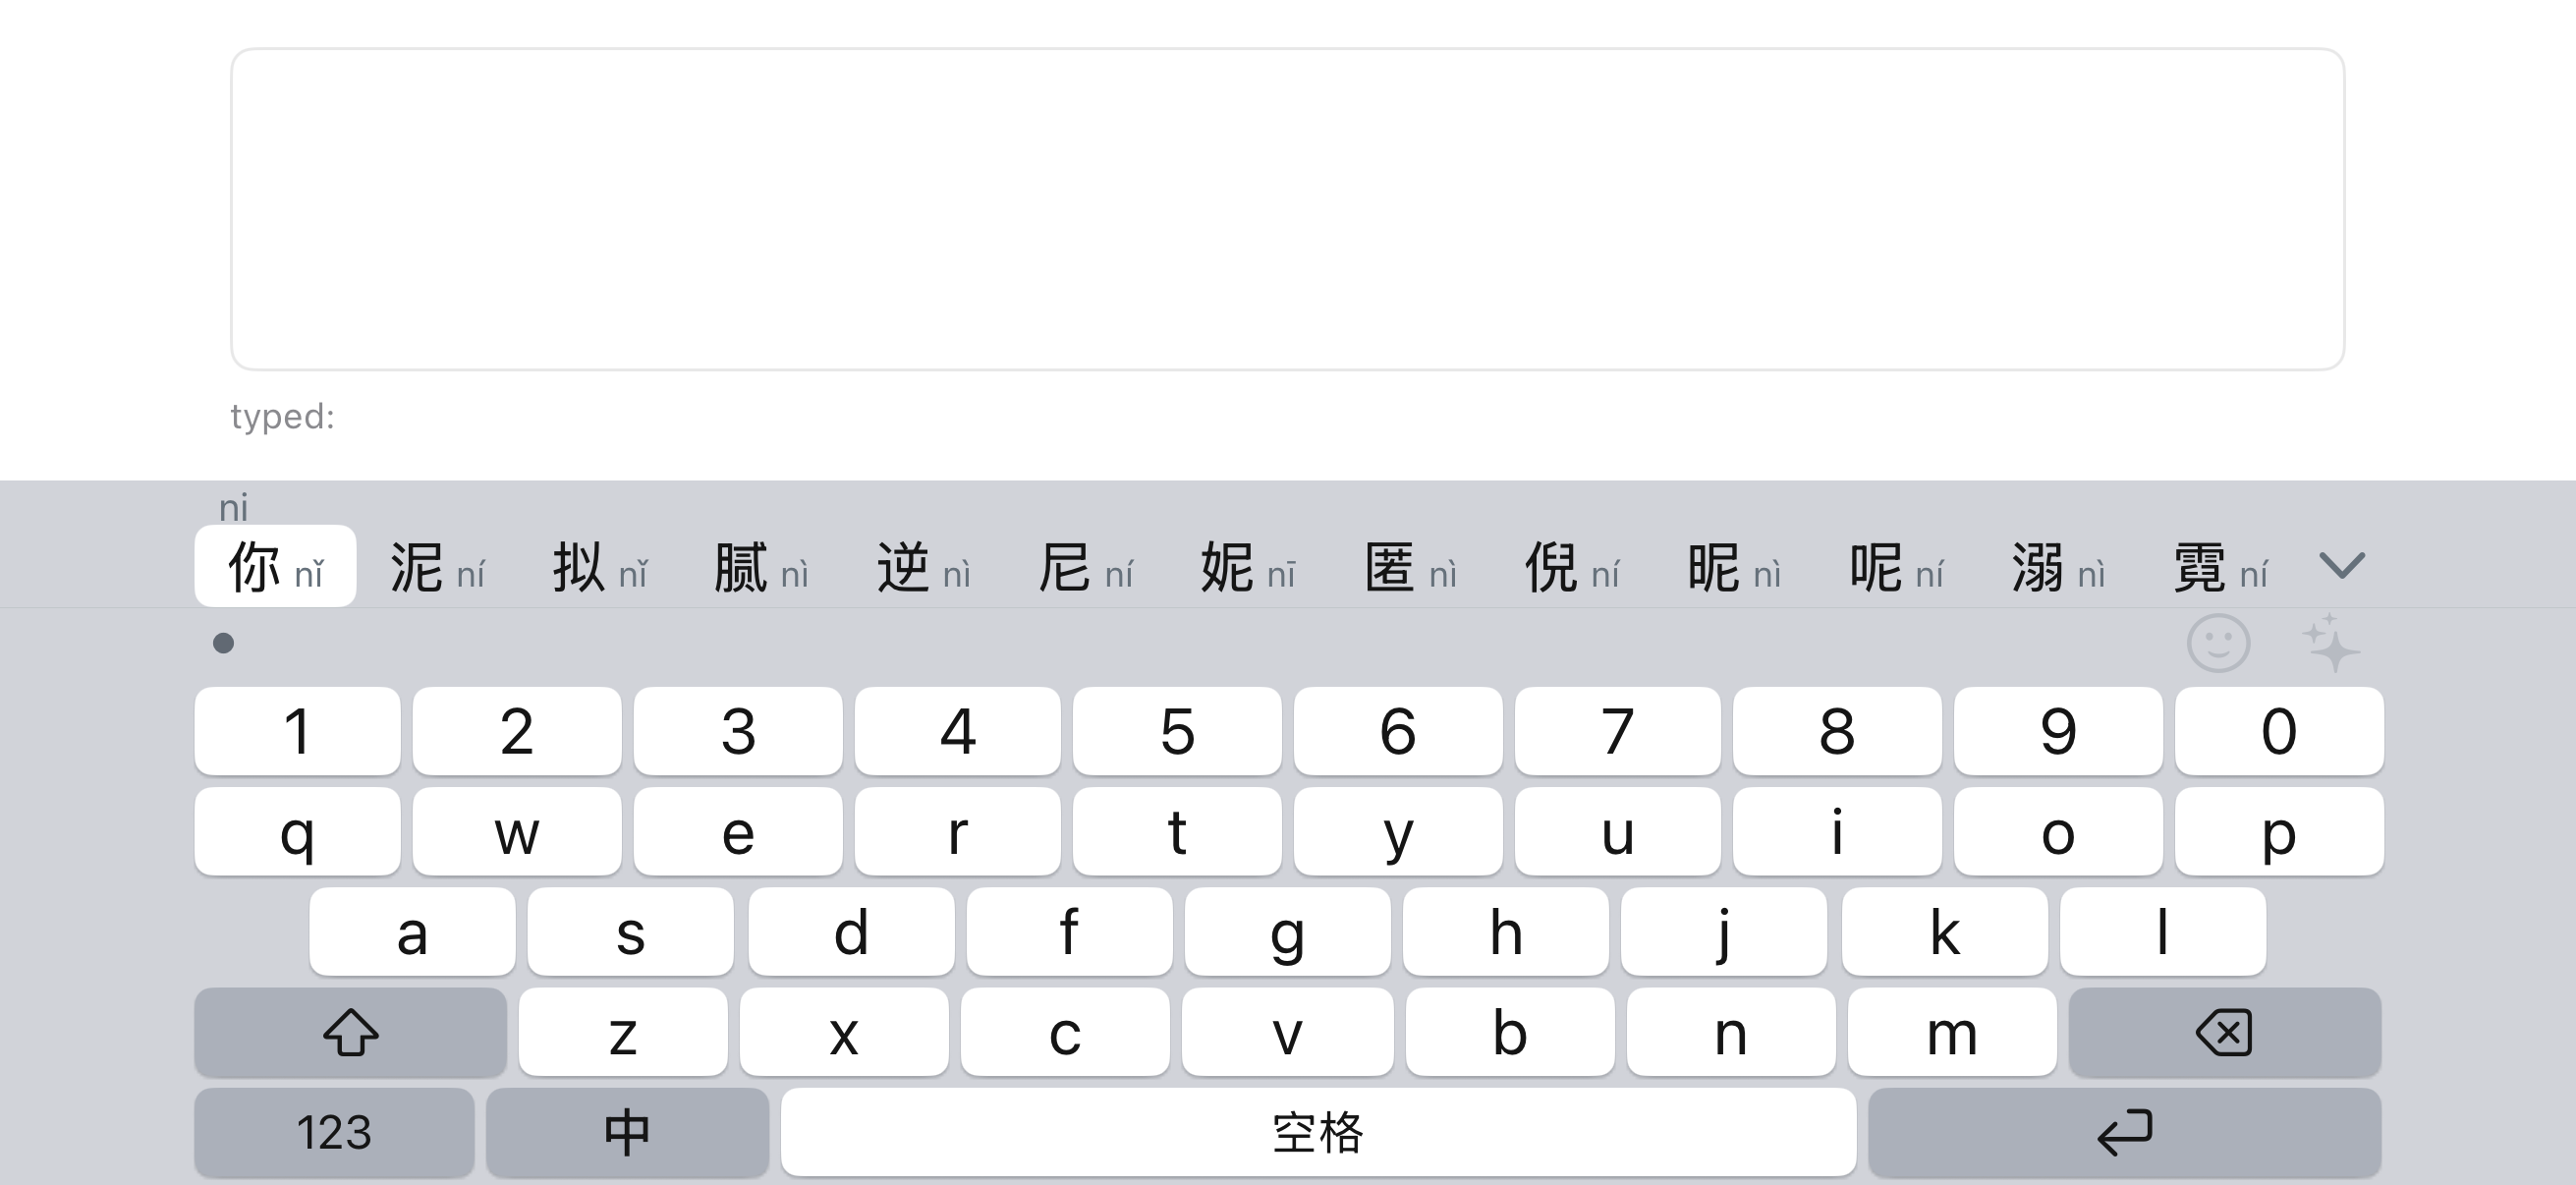 typed:
ni
你 nǐ 泥 ní 拟 nǐ 腻 nì 逆 nì 尼 ní 妮 nī 匿 nì 倪 ní 昵 nì 呢 ní 溺 nì 霓 ní
1 2 3 4 5 6 7 8 9 0
q w e r t y u i o p
a s d f g h j k l
z x c v b n m
123 中 空格